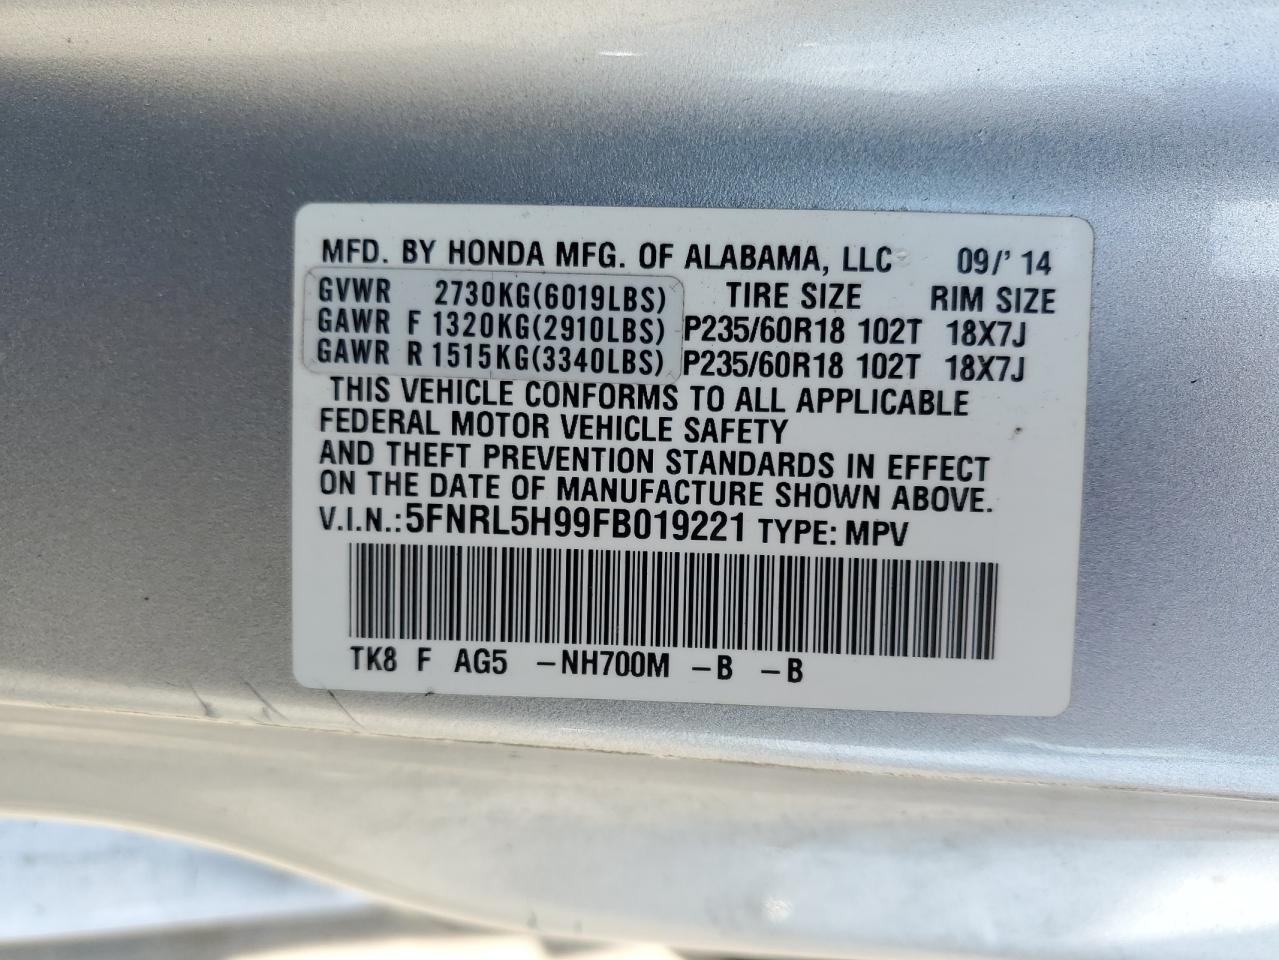 MFD. BY HONDA MFG. OF ALABAMA, LLC 09/' 14
GVWR 2730KG(6019LBS) TIRE SIZE RIM SIZE
GAWR F 1320KG(2910LBS) P235/60R18 102T 18X7J
GAWR R 1515KG(3340LBS) P235/60R18 102T 18X7J
THIS VEHICLE CONFORMS TO ALL APPLICABLE
FEDERAL MOTOR VEHICLE SAFETY
AND THEFT PREVENTION STANDARDS IN EFFECT
ON THE DATE OF MANUFACTURE SHOWN ABOVE.
V.I.N.: 5FNRL5H99FB019221 TYPE: MPV
TK8 F AG5 -NH700M -B -B